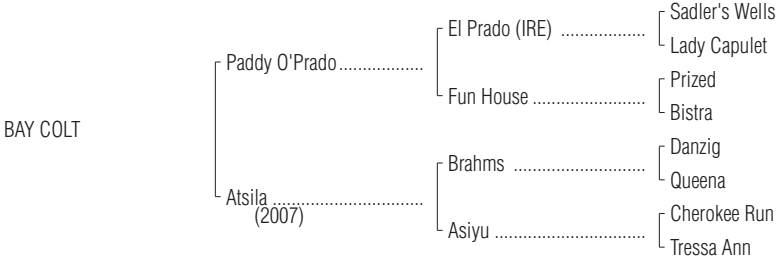 Sadler's Wells
El Prado (IRE) ..................
Lady Capulet
Paddy O'Prado..................
Prized
Fun House ........................
Bistra
BAY COLT
Danzig
Brahms ............................
Queena
Atsila ................................
(2007)
Cherokee Run
Asiyu ................................
Tressa Ann